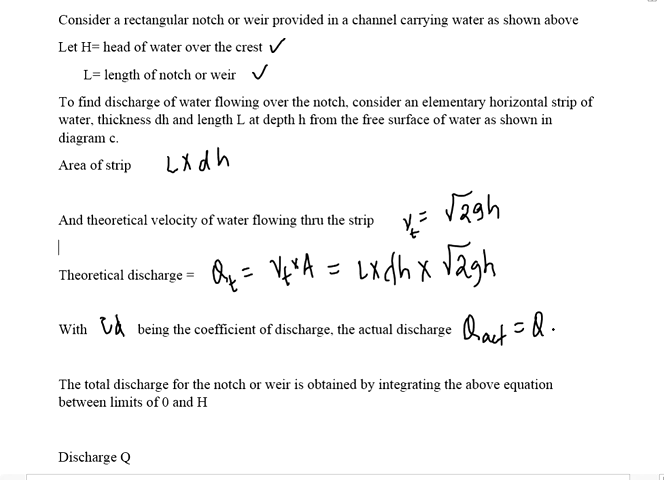 Consider a rectangular notch or weir provided in a channel carrying water as shown above
Let H= head of water over the crest ✓
L= length of notch or weir ✓
To find discharge of water flowing over the notch, consider an elementary horizontal strip of
water, thickness dh and length L at depth h from the free surface of water as shown in
diagram c.
Area of strip L×dh
And theoretical velocity of water flowing thru the strip Vt = √2gh
Theoretical discharge = Qt = Vt×A = L×dh×√2gh
With Cd being the coefficient of discharge, the actual discharge Qact = Q.
The total discharge for the notch or weir is obtained by integrating the above equation
between limits of 0 and H
Discharge Q